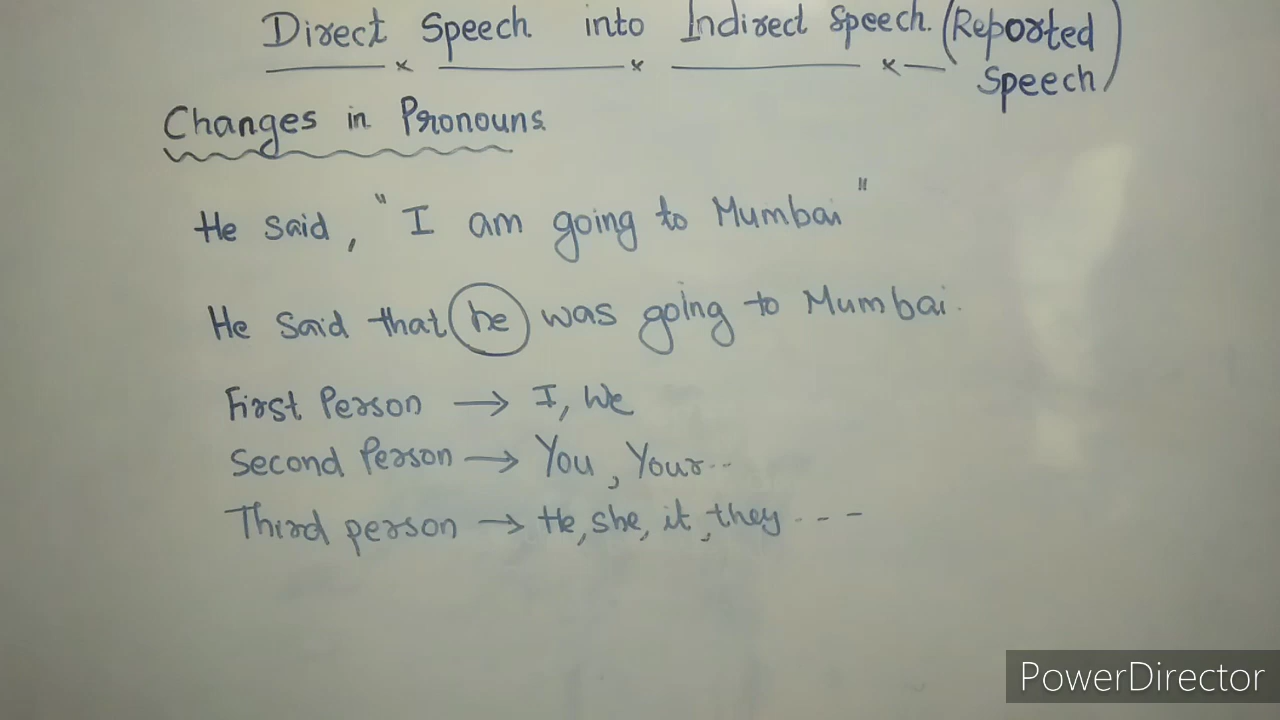 Direct Speech into Indirect Speech. (Reported
Speech)
Changes in Pronouns.
He said, "I am going to Mumbai"
He said that he was going to Mumbai.
First Person → I, We
Second Person → You, Your..
Third person → He, she, it, they - - - -
PowerDirector